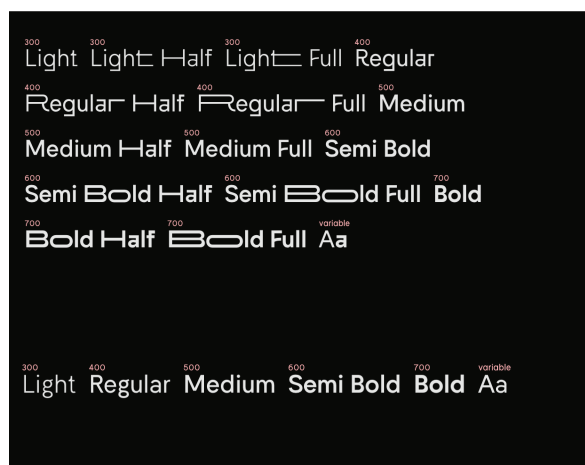 300 300 300 400
Light Light Half Light Full Regular
400 400 500
Regular Half Regular Full Medium
500 500 600
Medium Half Medium Full Semi Bold
600 600 700
Semi Bold Half Semi Bold Full Bold
700 700 variable
Bold Half Bold Full Aa
300 400 500 600 700 variable
Light Regular Medium Semi Bold Bold Aa